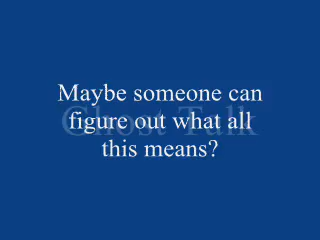 Maybe someone can
figure out what all
this means?
Ghost Talk